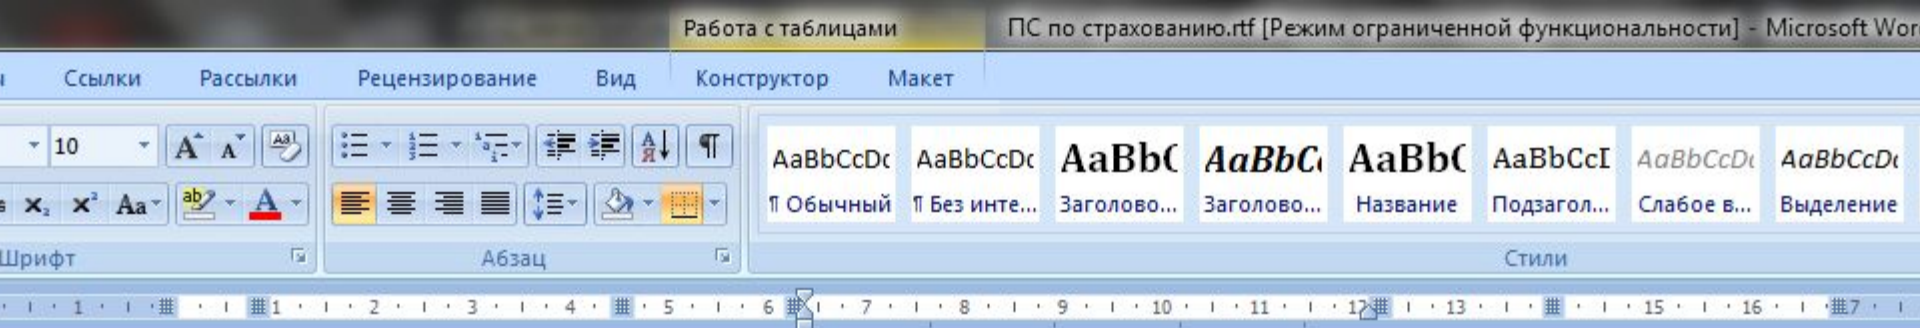 Работа с таблицами
ПС по страхованию.rtf [Режим ограниченной функциональности] - Microsoft Wor
Ссылки Рассылки Рецензирование Вид Конструктор Макет
10
AaBbCcDc AaBbCcDc AaBbC AaBbC AaBbC AaBbCcI AaBbCcDc AaBbCcDc
¶ Обычный ¶ Без инте... Заголово... Заголово... Название Подзагол... Слабое в... Выделение
Шрифт Абзац Стили
1 1 2 3 4 5 6 7 8 9 10 11 12 13 15 16 17